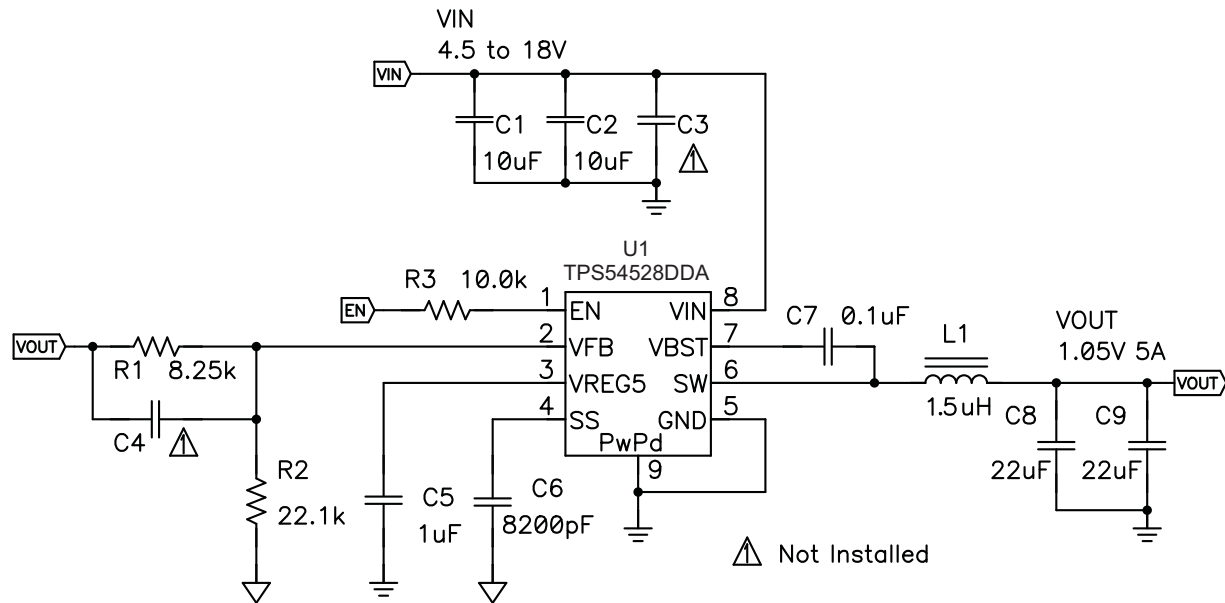 VIN
4.5 to 18V
VIN
C1
C2
C3
10uF
10uF
1
U1
TPS54528DDA
R3 10.0k
EN
1
EN
VIN
8
C7
0.1uF
VOUT
2
VFB
VBST
7
L1
VOUT
1.05V 5A
R1
8.25k
3
VREG5
SW
6
VOUT
1.5uH
4
SS
GND
5
C8
C9
C4
1
PwPd
9
R2
22.1k
C5
1uF
C6
8200pF
22uF
22uF
1 Not Installed